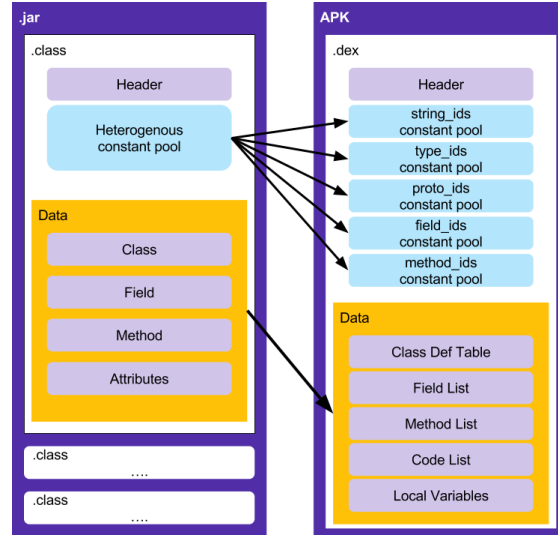 .jar
.class
Header
Heterogenous
constant pool
Data
Class
Field
Method
Attributes
.class
....
.class
....
APK
.dex
Header
string_ids
constant pool
type_ids
constant pool
proto_ids
constant pool
field_ids
constant pool
method_ids
constant pool
Data
Class Def Table
Field List
Method List
Code List
Local Variables